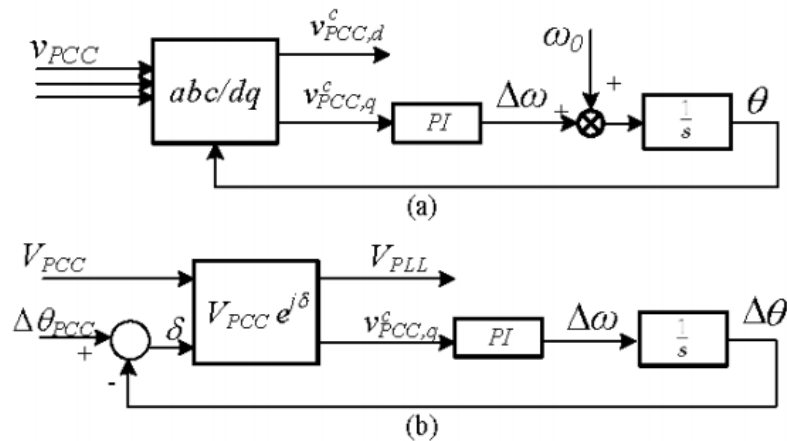 v_PCC
abc/dq
v^c_PCC,d
v^c_PCC,q
PI
Δω
+
ω_0
+
1/s
θ
(a)
V_PCC
Δθ_PCC
+
-
δ
V_PCC e^jδ
V_PLL
v^c_PCC,q
PI
Δω
1/s
Δθ
(b)